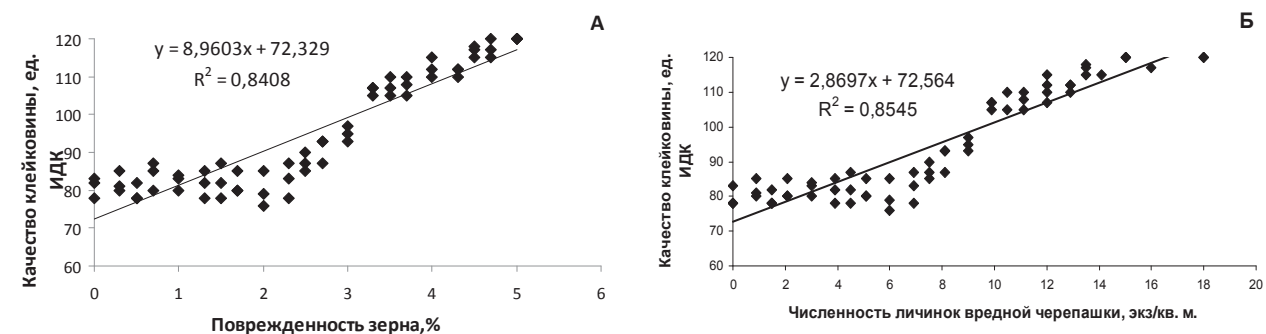 А
Качество клейковины, ед.
ИДК
120
110
100
90
80
70
60
y = 8,9603x + 72,329
R² = 0,8408
0 1 2 3 4 5 6
Поврежденность зерна,%
Б
Качество клейковины, ед.
ИДК
120
110
100
90
80
70
60
y = 2,8697x + 72,564
R² = 0,8545
0 2 4 6 8 10 12 14 16 18 20
Численность личинок вредной черепашки, экз/кв. м.